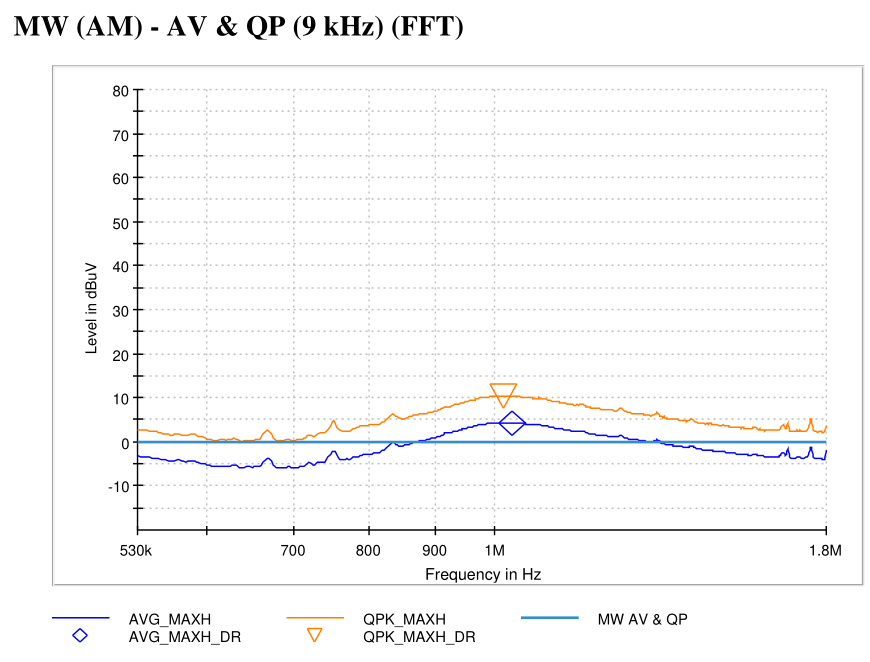 MW (AM) - AV & QP (9 kHz) (FFT)
80
70
60
50
40
30
20
10
0
-10
Level in dBuV
530k 700 800 900 1M 1.8M
Frequency in Hz
AVG_MAXH QPK_MAXH MW AV & QP
AVG_MAXH_DR QPK_MAXH_DR